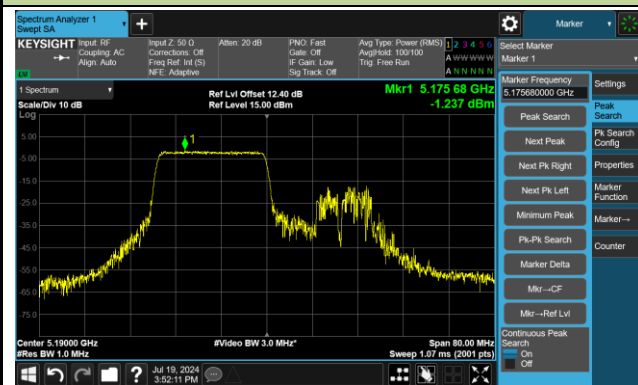 Spectrum Analyzer 1
Swept SA
+
Marker
KEYSIGHT
Input: RF
Coupling: AC
Align: Auto
Input Z: 50 Ω
Corrections: Off
Freq Ref: Int (S)
NFE: Adaptive
Atten: 20 dB
PNO: Fast
Gate: Off
IF Gain: Low
Sig Track: Off
Avg Type: Power (RMS)
Avg|Hold: 100/100
Trig: Free Run
1 2 3 4 5 6
A W W W W W
A N N N N N
LXI
Select Marker
Marker 1
1 Spectrum
Scale/Div 10 dB
Log
Ref Lvl Offset 12.40 dB
Ref Level 15.00 dBm
Mkr1 5.175 68 GHz
-1.237 dBm
1
5.00
-5.00
-15.0
-25.0
-35.0
-45.0
-55.0
-65.0
-75.0
Center 5.19000 GHz
#Res BW 1.0 MHz
#Video BW 3.0 MHz*
Span 80.00 MHz
Sweep 1.07 ms (2001 pts)
Marker Frequency
5.175680000 GHz
Peak Search
Next Peak
Next Pk Right
Next Pk Left
Minimum Peak
Pk-Pk Search
Marker Delta
Mkr→CF
Mkr→Ref Lvl
Continuous Peak
Search
On
Off
Settings
Peak
Search
Pk Search
Config
Properties
Marker
Function
Marker→
Counter
?
Jul 19, 2024
3:52:11 PM